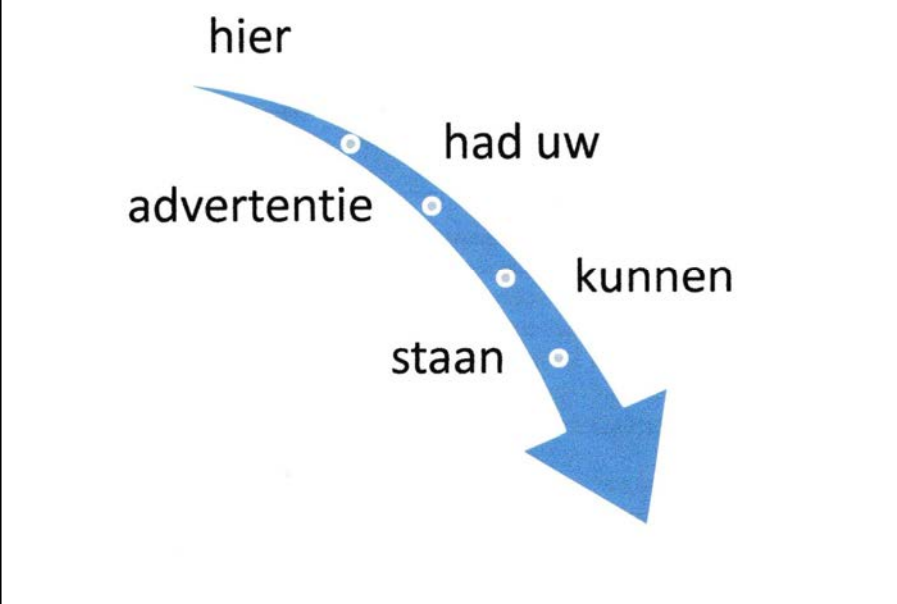 hier
had uw
advertentie
kunnen
staan